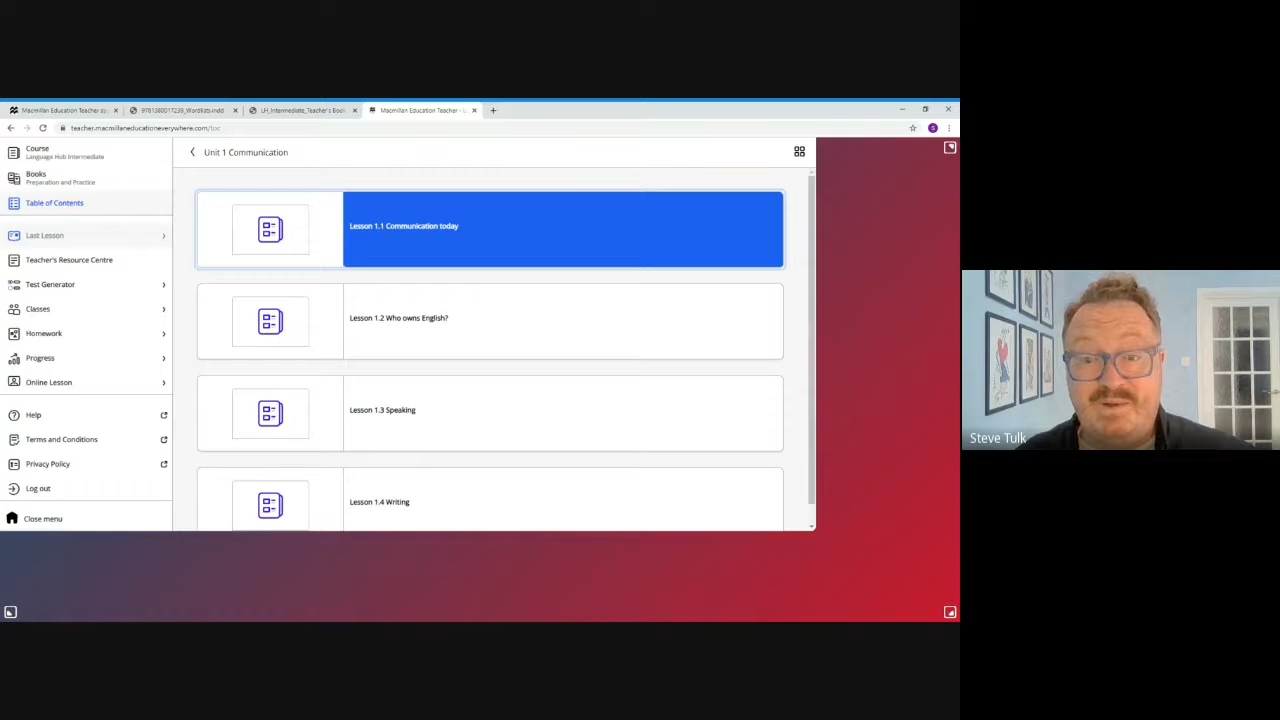 Macmillan Education Teacher ap
9781380017239_Wordlists.indd
LH_Intermediate_Teacher's Book
Macmillan Education Teacher - L
teacher.macmillaneducationeverywhere.com/toc
S
Course
Language Hub Intermediate
Books
Preparation and Practice
Table of Contents
Last Lesson
Teacher's Resource Centre
Test Generator
Classes
Homework
Progress
Online Lesson
Help
Terms and Conditions
Privacy Policy
Log out
Close menu
Unit 1 Communication
Lesson 1.1 Communication today
Lesson 1.2 Who owns English?
Lesson 1.3 Speaking
Lesson 1.4 Writing
Steve Tulk